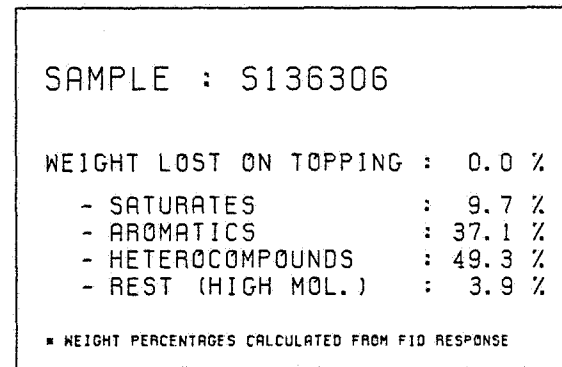 SAMPLE : S136306
WEIGHT LOST ON TOPPING : 0.0 %
- SATURATES : 9.7 %
- AROMATICS : 37.1 %
- HETEROCOMPOUNDS : 49.3 %
- REST (HIGH MOL.) : 3.9 %
* WEIGHT PERCENTAGES CALCULATED FROM FID RESPONSE